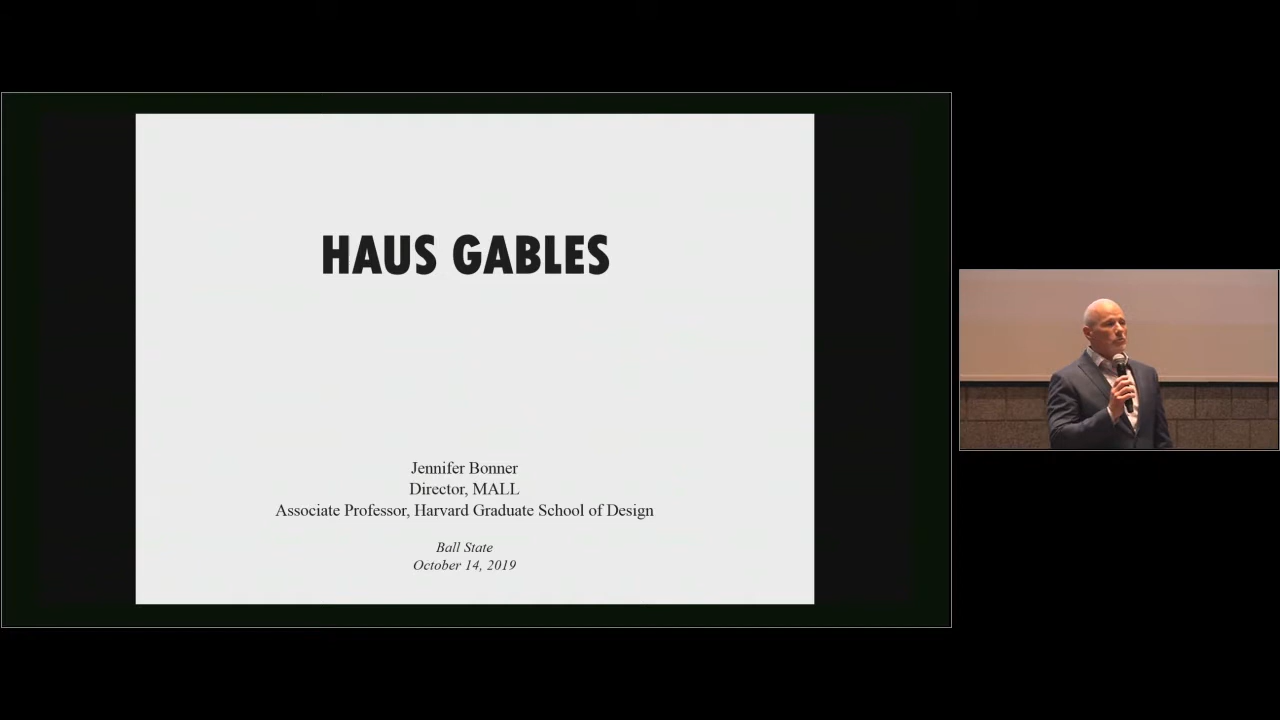 HAUS GABLES
Jennifer Bonner
Director, MALL
Associate Professor, Harvard Graduate School of Design
Ball State
October 14, 2019